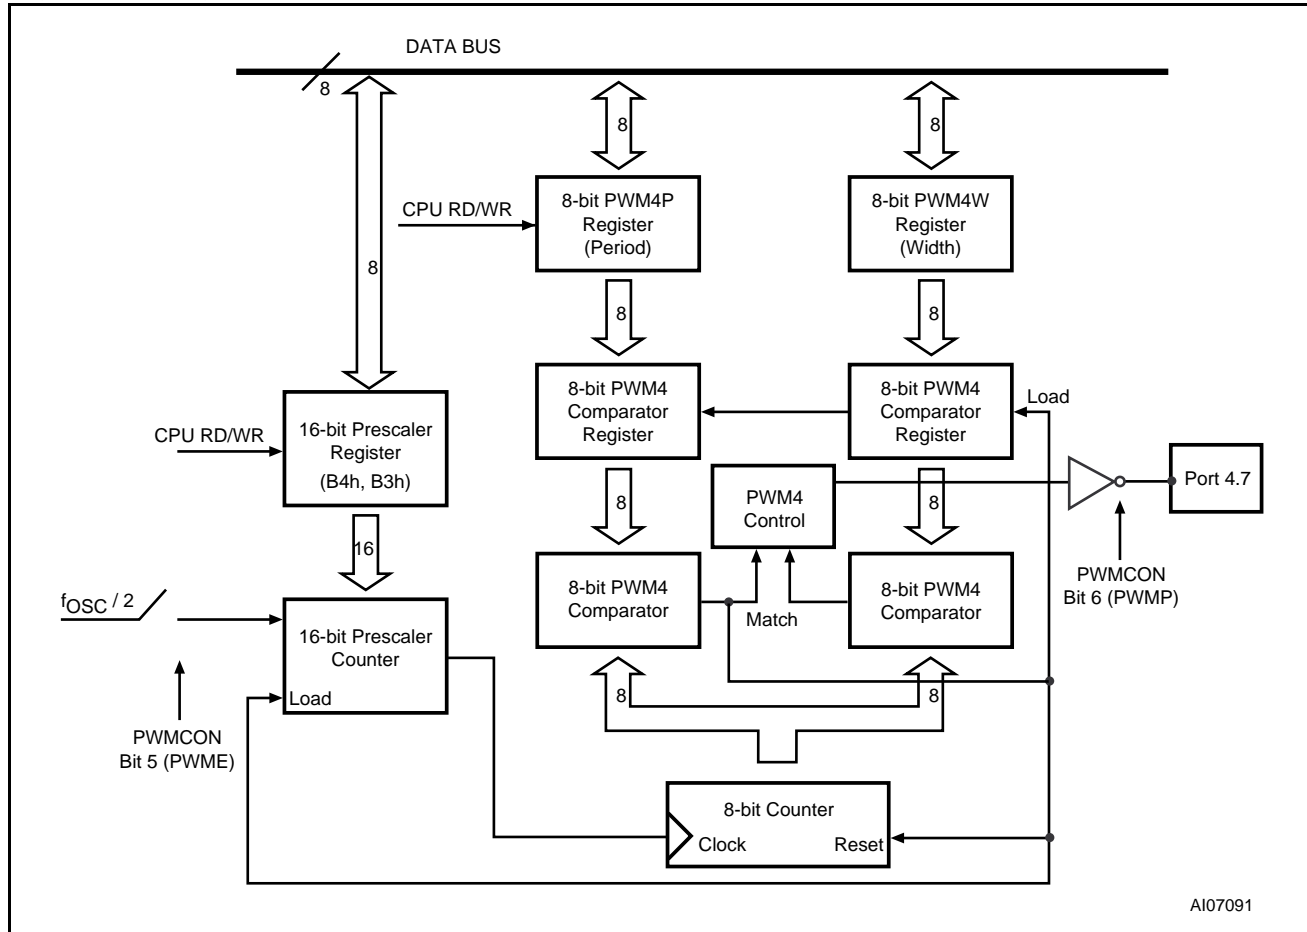 DATA BUS
8
8
8
8
CPU RD/WR
8-bit PWM4P
Register
(Period)
8-bit PWM4W
Register
(Width)
8
8
CPU RD/WR
16-bit Prescaler
Register
(B4h, B3h)
8-bit PWM4
Comparator
Register
8-bit PWM4
Comparator
Register
Load
8
8
PWM4
Control
Port 4.7
16
fOSC / 2
16-bit Prescaler
Counter
Load
8-bit PWM4
Comparator
Match
8-bit PWM4
Comparator
PWMCON
Bit 6 (PWMP)
8
8
PWMCON
Bit 5 (PWME)
8-bit Counter
Clock
Reset
AI07091